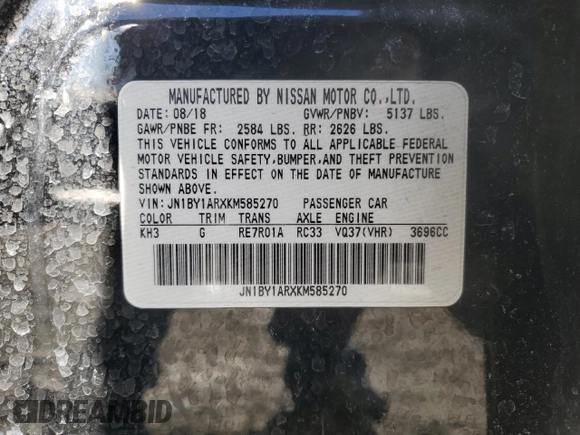 MANUFACTURED BY NISSAN MOTOR CO.,LTD.
DATE: 08/18 GVWR/PNBV: 5137 LBS.
GAWR/PNBE FR: 2584 LBS. RR: 2626 LBS.
THIS VEHICLE CONFORMS TO ALL APPLICABLE FEDERAL
MOTOR VEHICLE SAFETY,BUMPER,AND THEFT PREVENTION
STANDARDS IN EFFECT ON THE DATE OF MANUFACTURE
SHOWN ABOVE.
VIN: JN1BY1ARXKM585270 PASSENGER CAR
COLOR TRIM TRANS AXLE ENGINE
KH3 G RE7R01A RC33 VQ37(VHR) 3696CC
JN1BY1ARXKM585270
DREAMBID